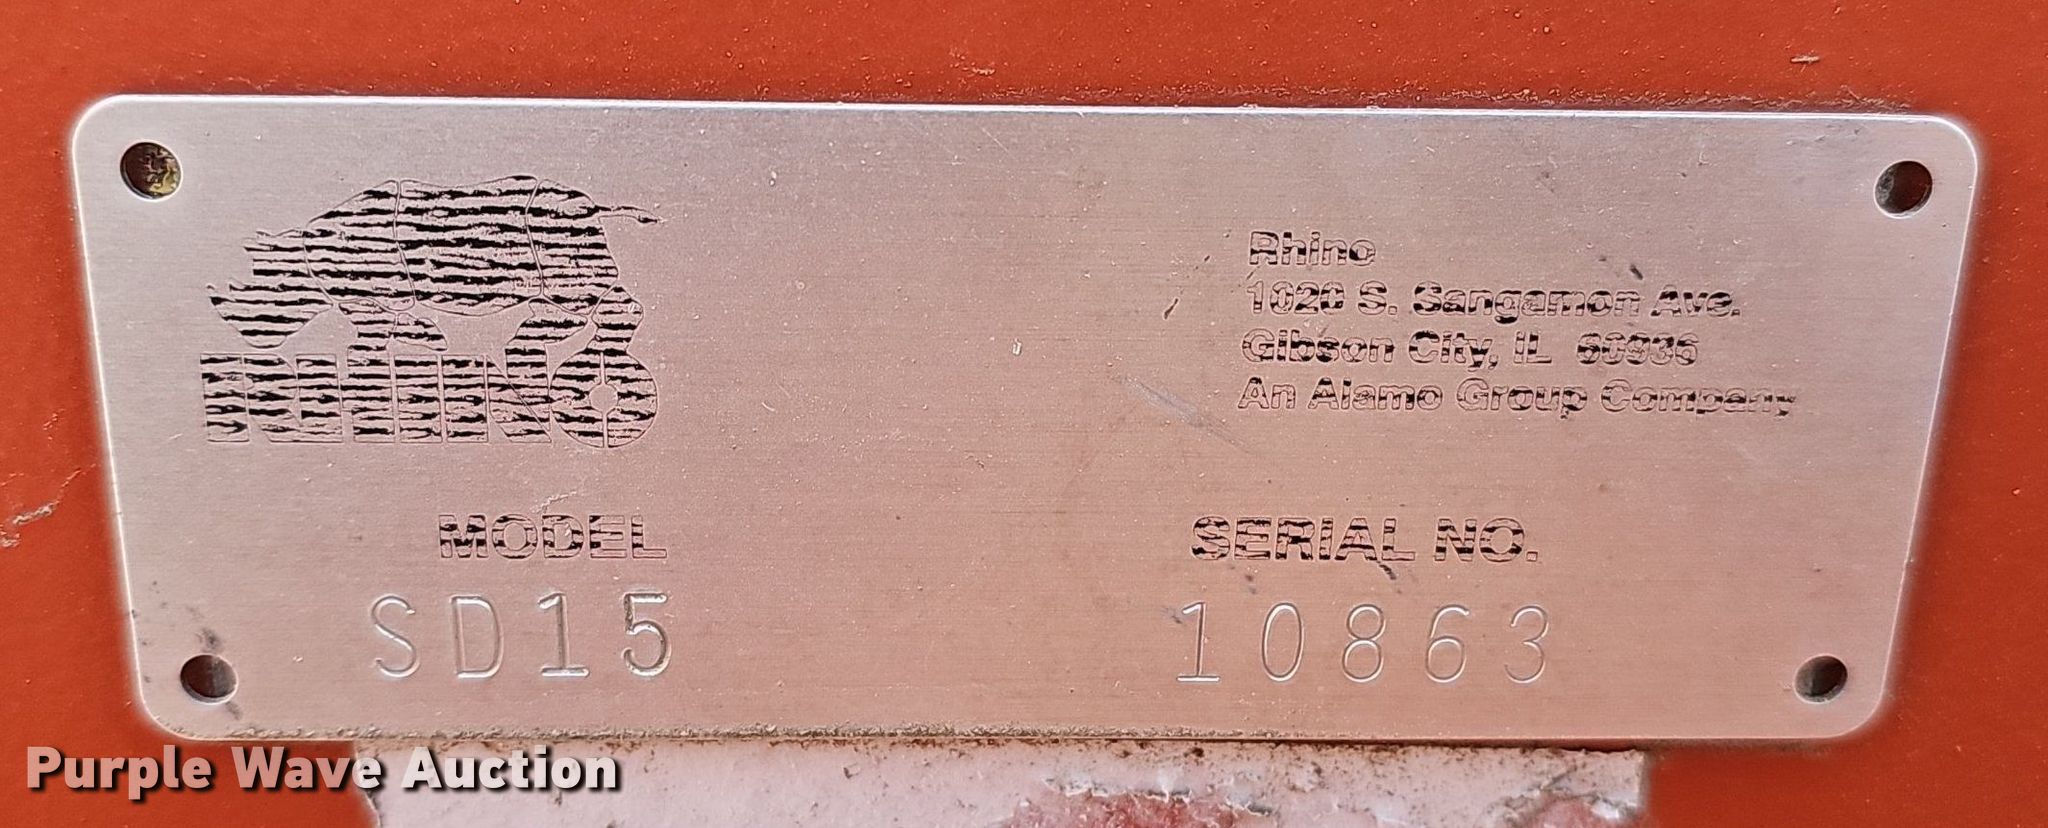 RHINO
Rhino
1020 S. Sangamon Ave.
Gibson City, IL 60936
An Alamo Group Company
MODEL
SD15
SERIAL NO.
10863
Purple Wave Auction